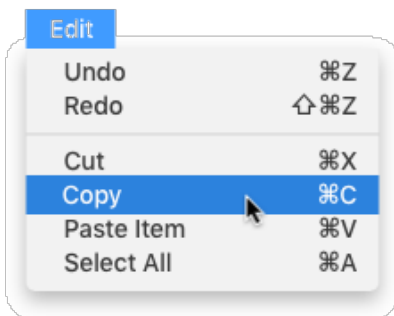 Edit
Undo ⌘Z
Redo ⇧⌘Z
Cut ⌘X
Copy ⌘C
Paste Item ⌘V
Select All ⌘A